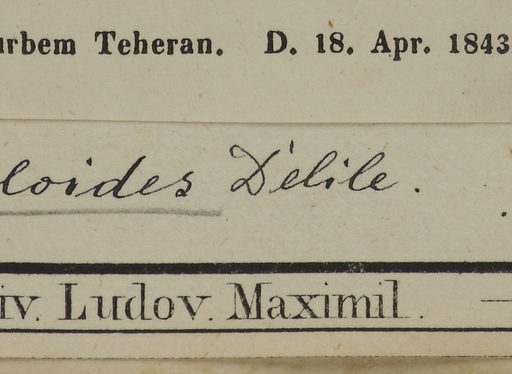 urbem Teheran. D. 18. Apr. 1843
loides Delile.
iv. Ludov. Maximil.